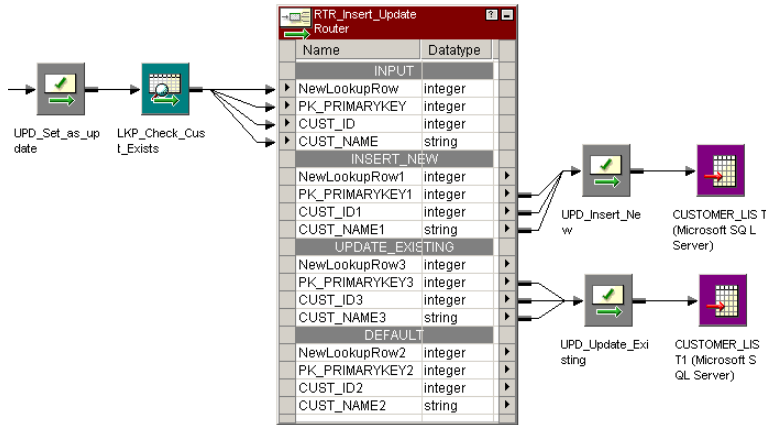 RTR_Insert_Update
Router
Name Datatype
INPUT
NewLookupRow integer
PK_PRIMARYKEY integer
CUST_ID integer
CUST_NAME string
INSERT_NEW
NewLookupRow1 integer
PK_PRIMARYKEY1 integer
CUST_ID1 integer
CUST_NAME1 string
UPDATE_EXISTING
NewLookupRow3 integer
PK_PRIMARYKEY3 integer
CUST_ID3 integer
CUST_NAME3 string
DEFAULT
NewLookupRow2 integer
PK_PRIMARYKEY2 integer
CUST_ID2 integer
CUST_NAME2 string
UPD_Set_as_up
date
LKP_Check_Cus
t_Exists
UPD_Insert_Ne
w
CUSTOMER_LIS T
(Microsoft SQ L
Server)
UPD_Update_Exi
sting
CUSTOMER_LIS
T1 (Microsoft S
QL Server)